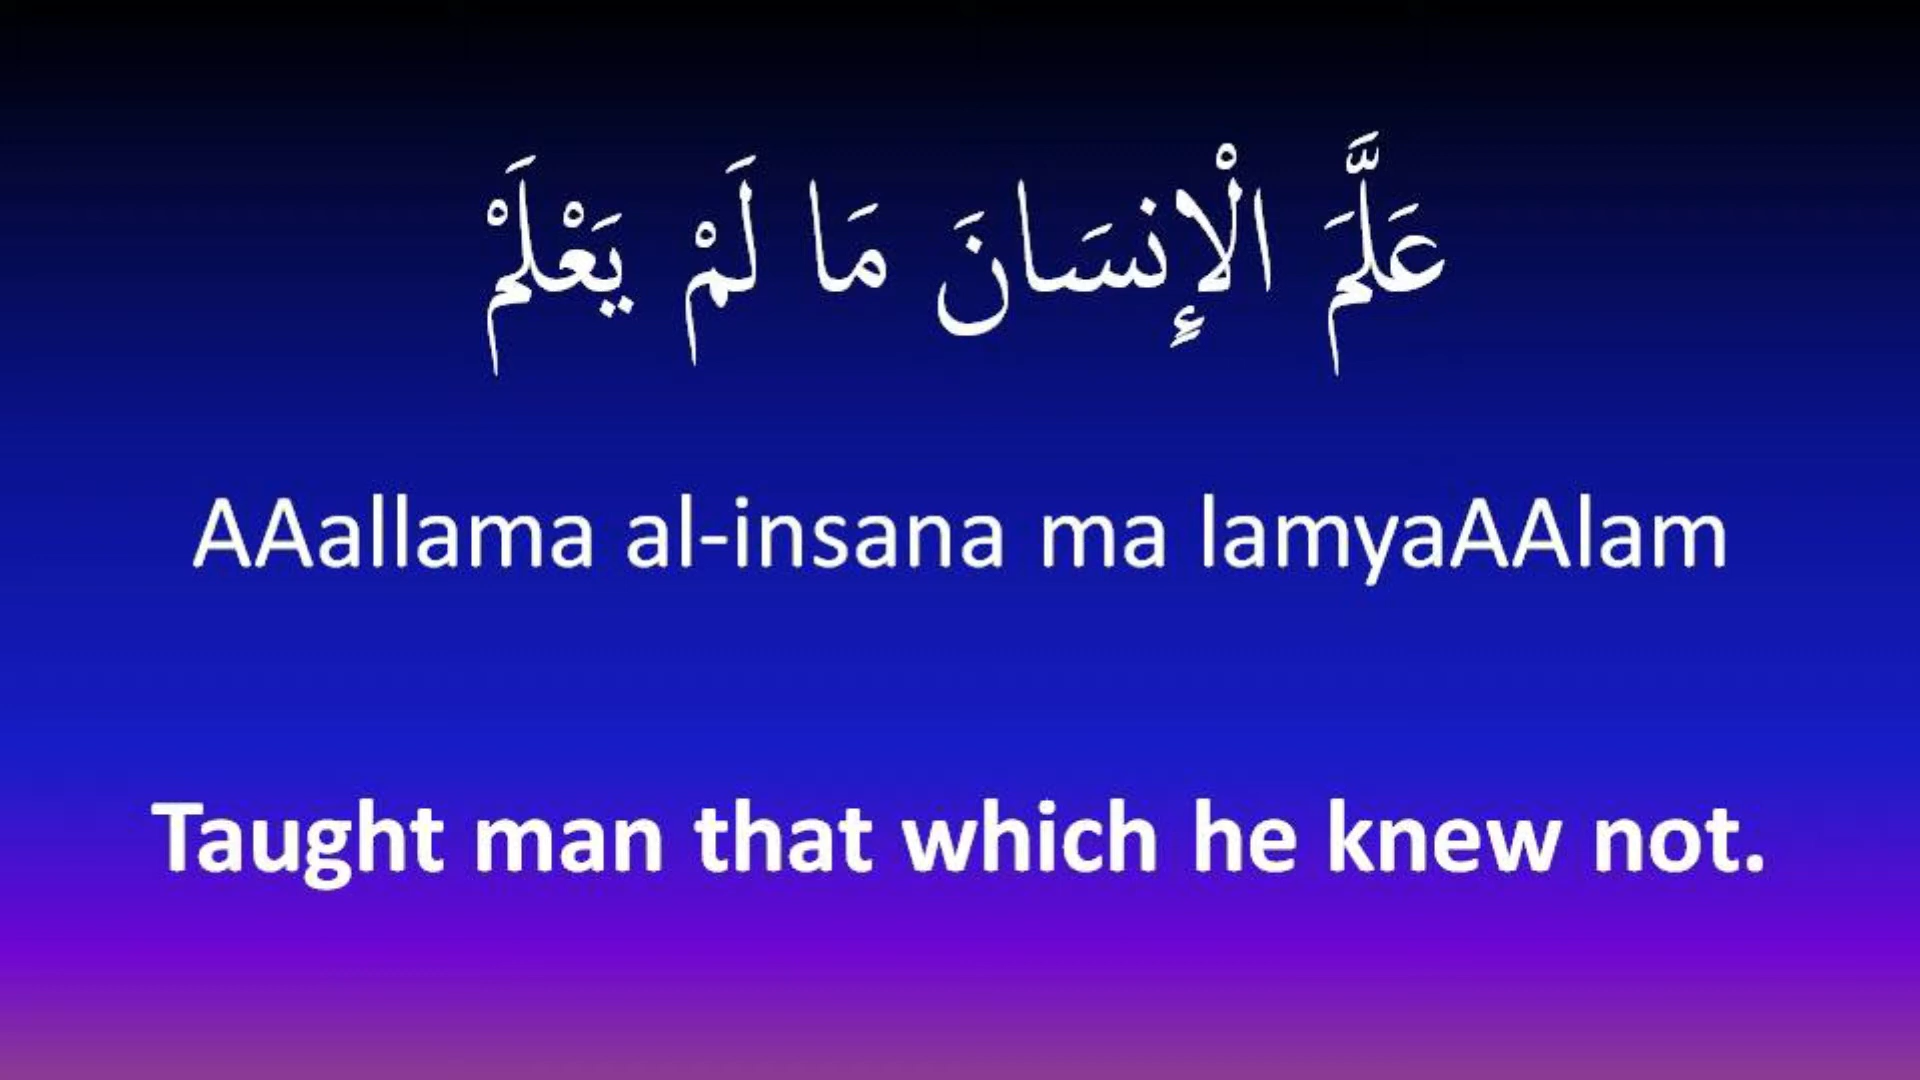 عَلَّمَ الْإِنسَانَ مَا لَمْ يَعْلَمْ
AAallama al-insana ma lamyaAAlam
Taught man that which he knew not.